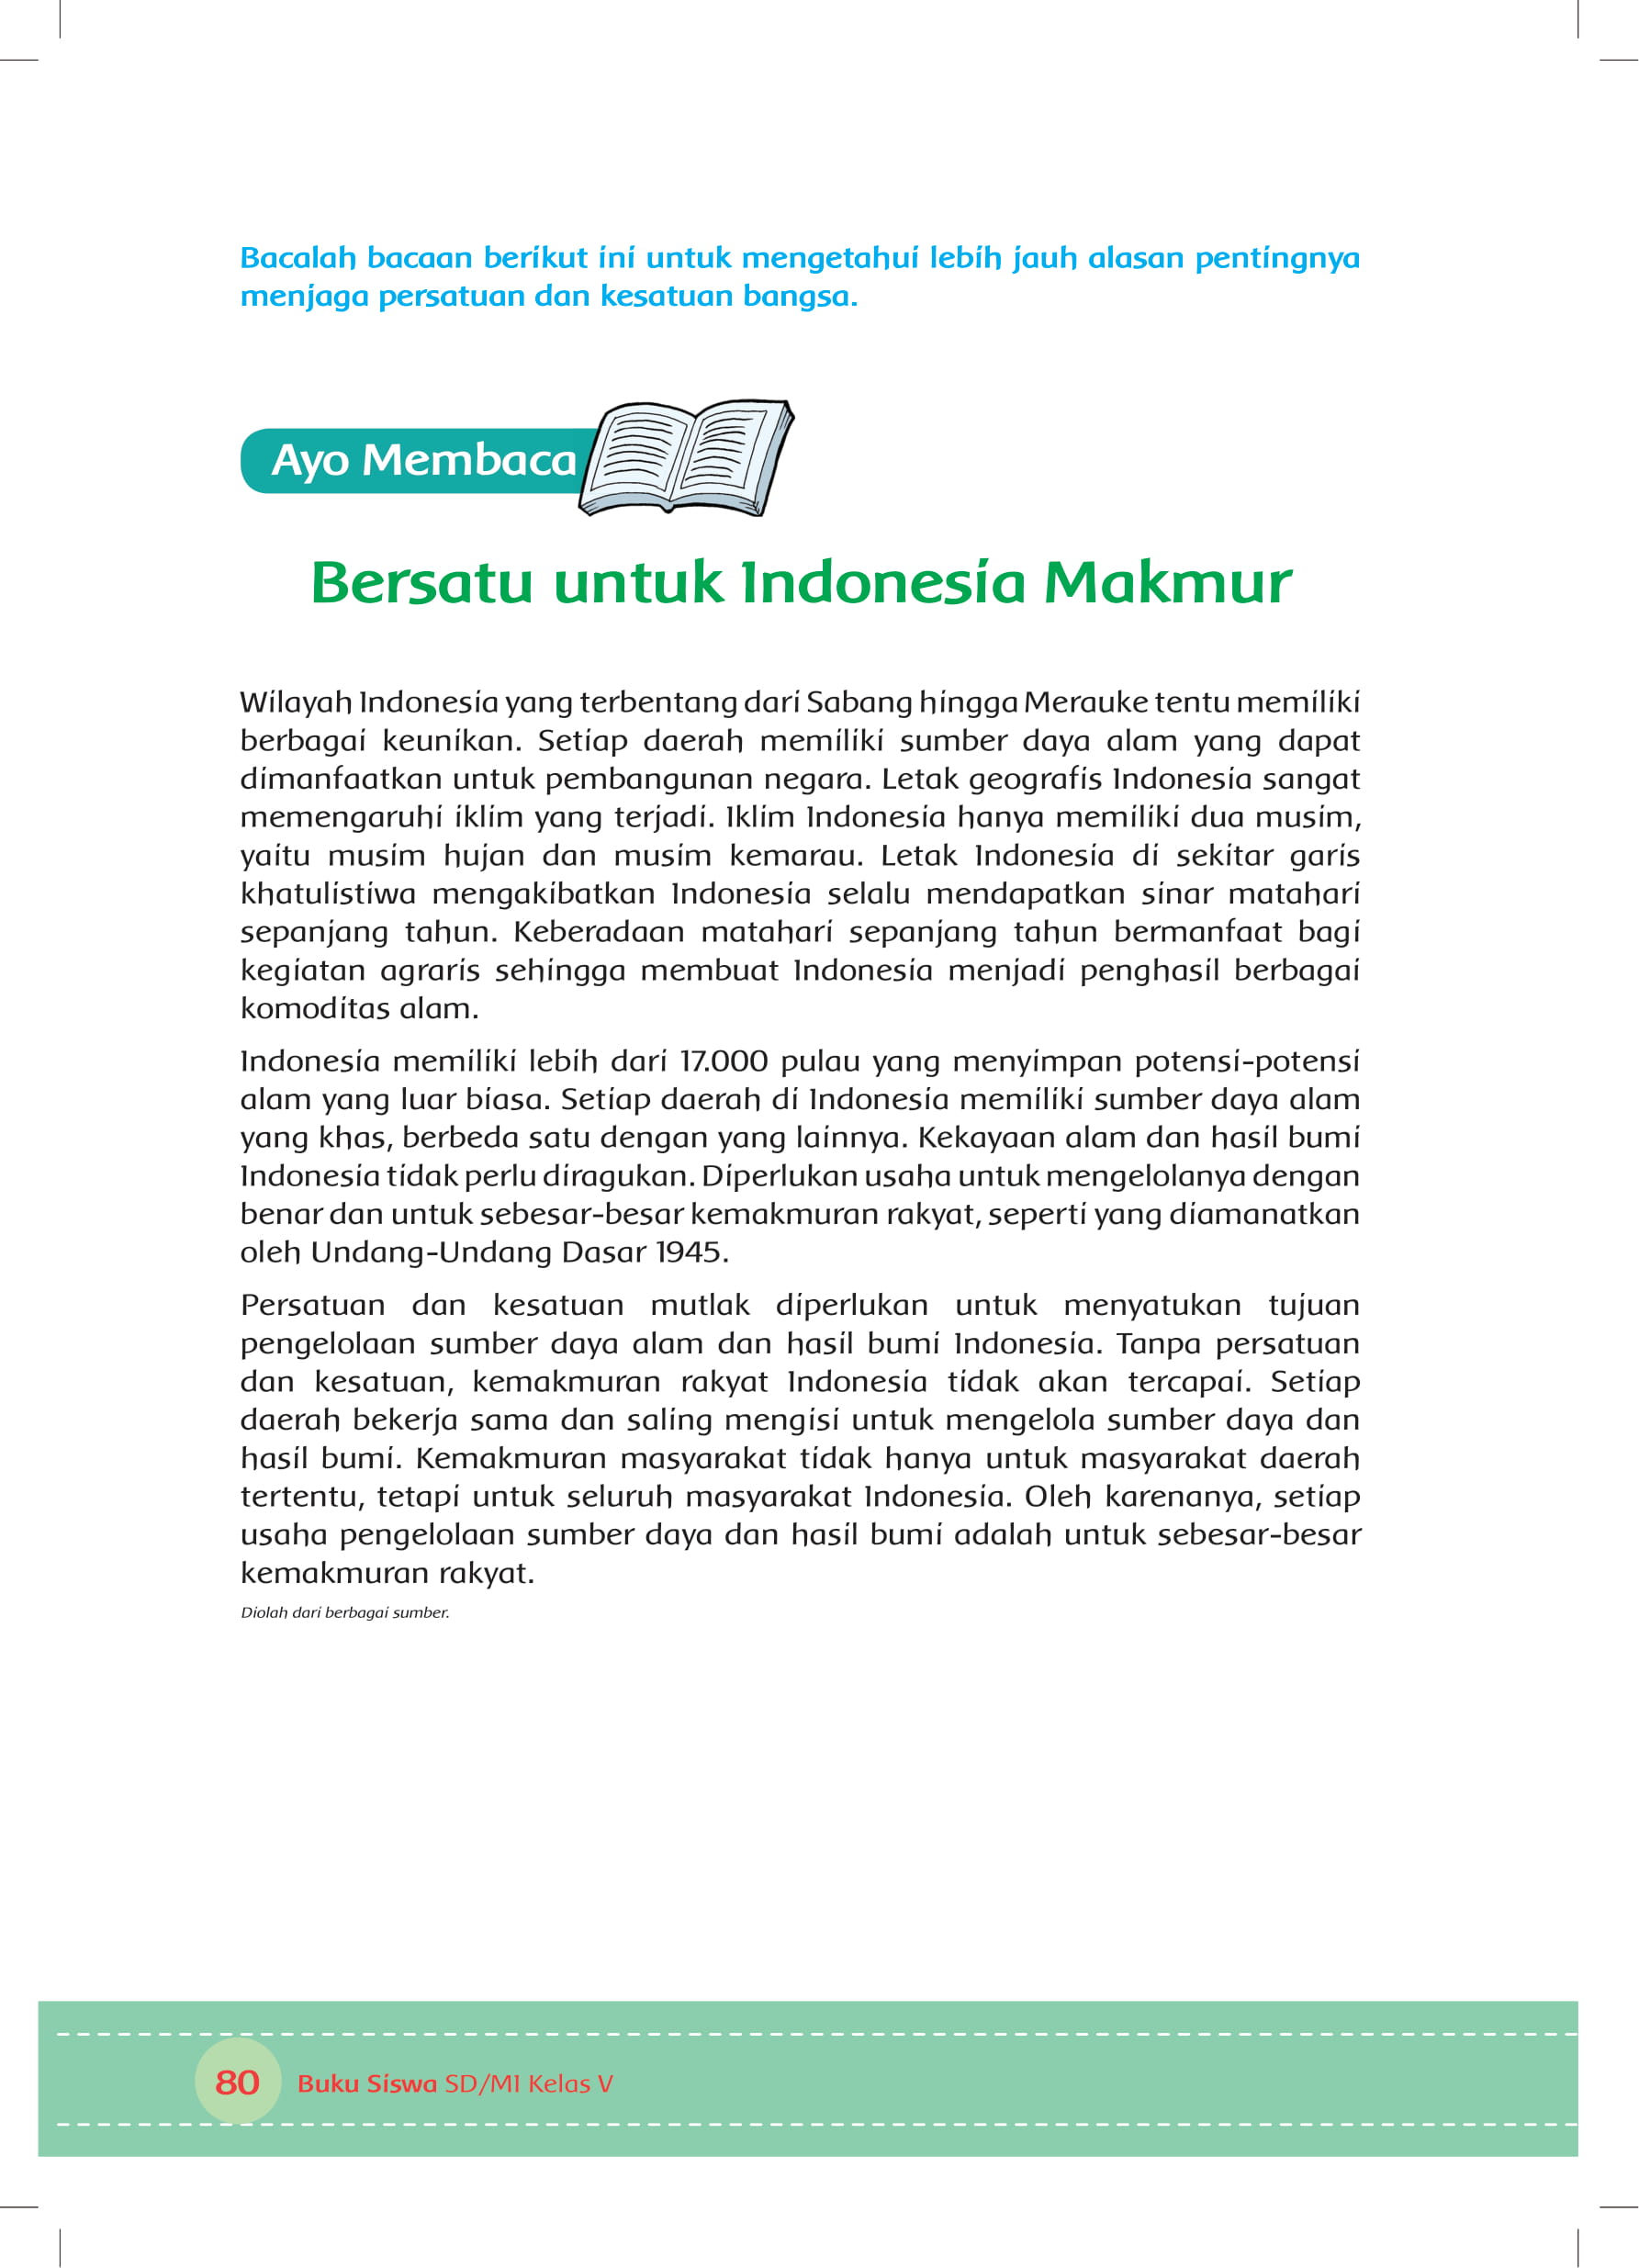 Bacalah bacaan berikut ini untuk mengetahui lebih jauh alasan pentingnya
menjaga persatuan dan kesatuan bangsa.
Ayo Membaca
Bersatu untuk Indonesia Makmur
Wilayah Indonesia yang terbentang dari Sabang hingga Merauke tentu memiliki
berbagai keunikan. Setiap daerah memiliki sumber daya alam yang dapat
dimanfaatkan untuk pembangunan negara. Letak geografis Indonesia sangat
memengaruhi iklim yang terjadi. Iklim Indonesia hanya memiliki dua musim,
yaitu musim hujan dan musim kemarau. Letak Indonesia di sekitar garis
khatulistiwa mengakibatkan Indonesia selalu mendapatkan sinar matahari
sepanjang tahun. Keberadaan matahari sepanjang tahun bermanfaat bagi
kegiatan agraris sehingga membuat Indonesia menjadi penghasil berbagai
komoditas alam.
Indonesia memiliki lebih dari 17.000 pulau yang menyimpan potensi-potensi
alam yang luar biasa. Setiap daerah di Indonesia memiliki sumber daya alam
yang khas, berbeda satu dengan yang lainnya. Kekayaan alam dan hasil bumi
Indonesia tidak perlu diragukan. Diperlukan usaha untuk mengelolanya dengan
benar dan untuk sebesar-besar kemakmuran rakyat, seperti yang diamanatkan
oleh Undang-Undang Dasar 1945.
Persatuan dan kesatuan mutlak diperlukan untuk menyatukan tujuan
pengelolaan sumber daya alam dan hasil bumi Indonesia. Tanpa persatuan
dan kesatuan, kemakmuran rakyat Indonesia tidak akan tercapai. Setiap
daerah bekerja sama dan saling mengisi untuk mengelola sumber daya dan
hasil bumi. Kemakmuran masyarakat tidak hanya untuk masyarakat daerah
tertentu, tetapi untuk seluruh masyarakat Indonesia. Oleh karenanya, setiap
usaha pengelolaan sumber daya dan hasil bumi adalah untuk sebesar-besar
kemakmuran rakyat.
Diolah dari berbagai sumber.
80 Buku Siswa SD/MI Kelas V